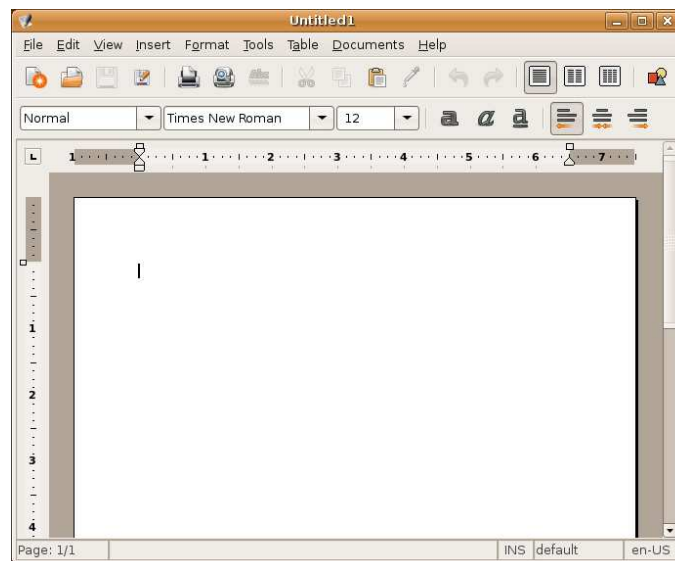 Untitled1
File Edit View Insert Format Tools Table Documents Help
Normal Times New Roman 12
L 1 1 2 3 4 5 6 7
1
2
3
4
Page: 1/1 INS default en-US